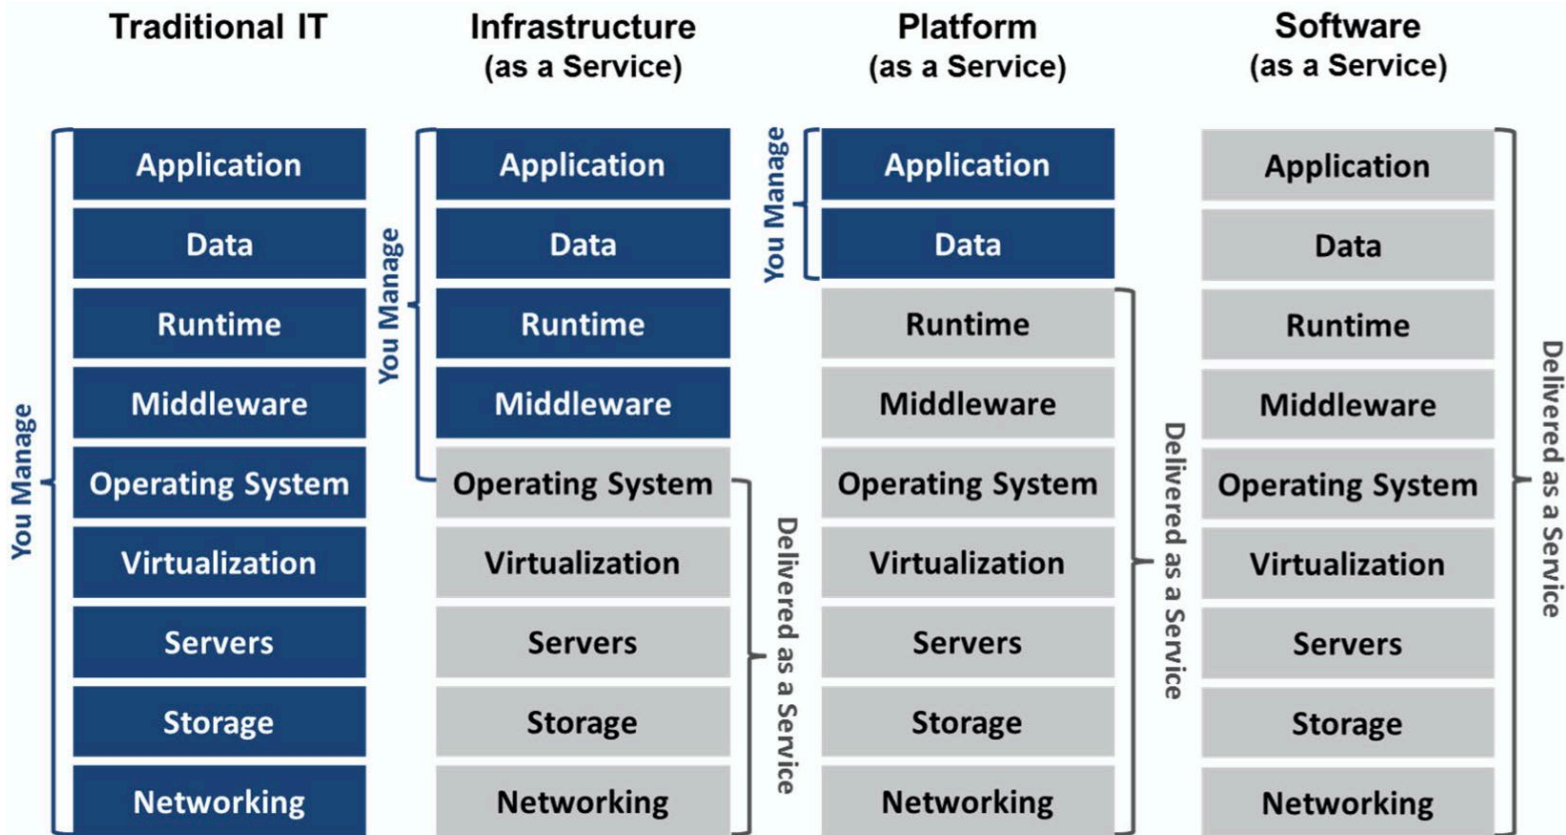 Traditional IT
Infrastructure
(as a Service)
Platform
(as a Service)
Software
(as a Service)
You Manage
Application
Data
Runtime
Middleware
Operating System
Virtualization
Servers
Storage
Networking
You Manage
Application
Data
Runtime
Middleware
Operating System
Virtualization
Servers
Storage
Networking
Delivered as a Service
You Manage
Application
Data
Runtime
Middleware
Operating System
Virtualization
Servers
Storage
Networking
Delivered as a Service
Application
Data
Runtime
Middleware
Operating System
Virtualization
Servers
Storage
Networking
Delivered as a Service